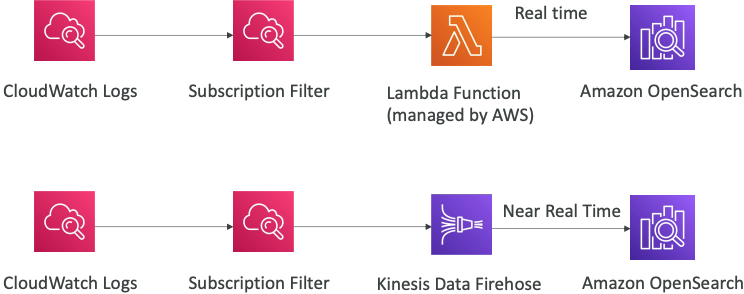 Real time
CloudWatch Logs
Subscription Filter
Lambda Function
(managed by AWS)
Amazon OpenSearch
Near Real Time
CloudWatch Logs
Subscription Filter
Kinesis Data Firehose
Amazon OpenSearch